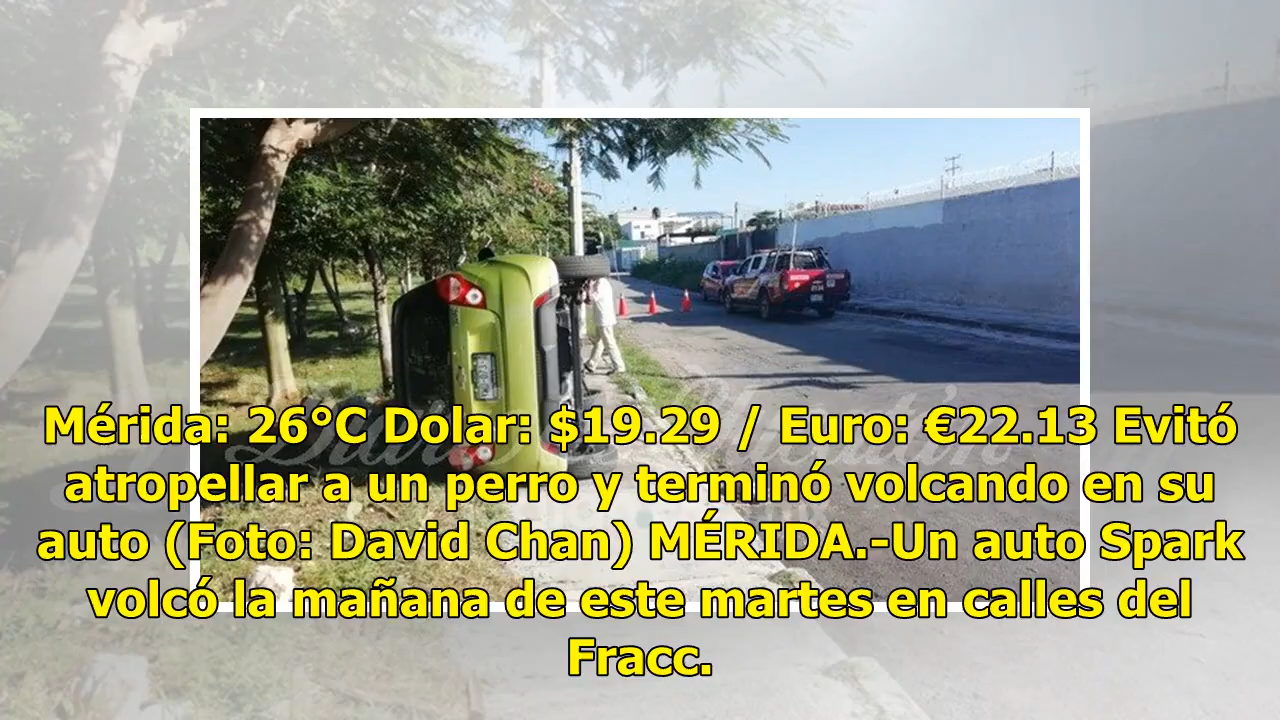 Mérida: 26°C Dolar: $19.29 / Euro: €22.13 Evitó
atropellar a un perro y terminó volcando en su
auto (Foto: David Chan) MÉRIDA.-Un auto Spark
volcó la mañana de este martes en calles del
Fracc.